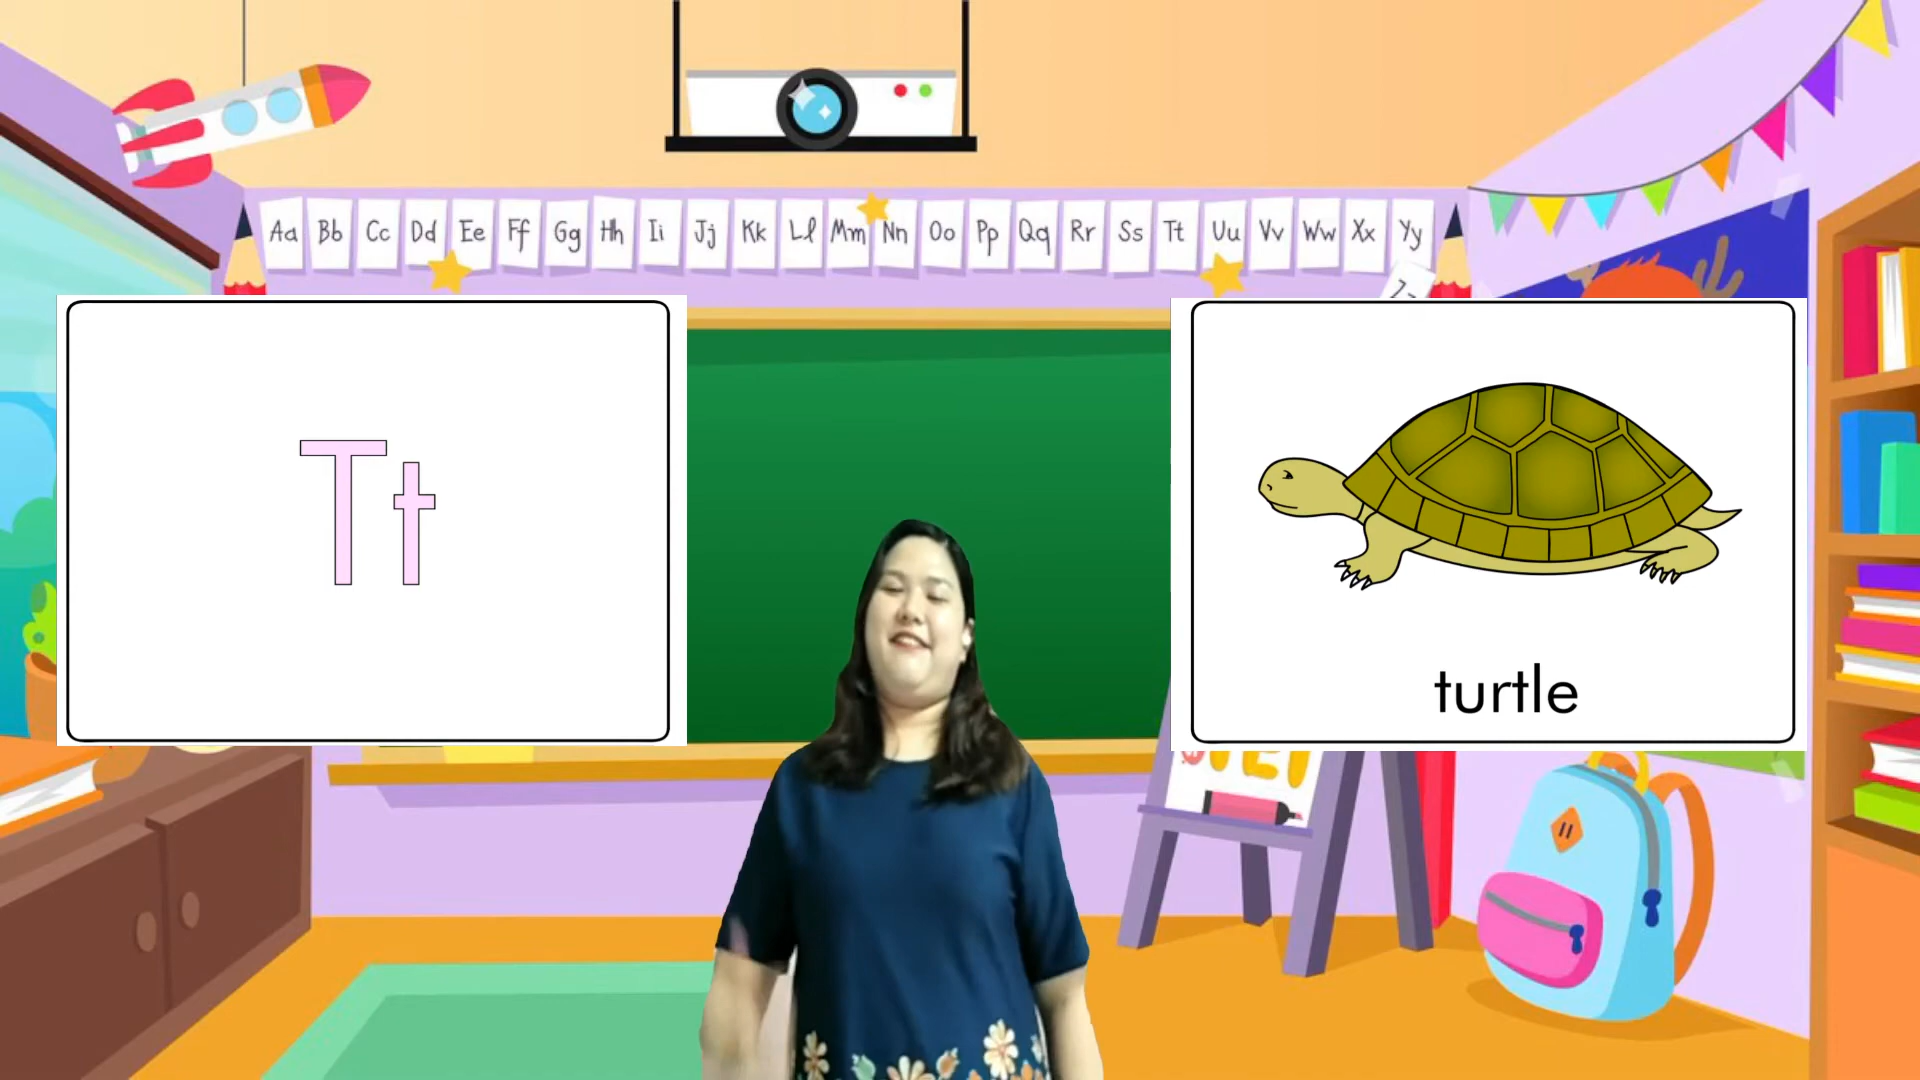 Aa Bb Cc Dd Ee Ff Gg Hh Ii Jj Kk Ll Mm Nn Oo Pp Qq Rr Ss Tt Uu Vv Ww Xx Yy
Tt
turtle